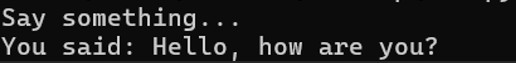 Say something...
You said: Hello, how are you?